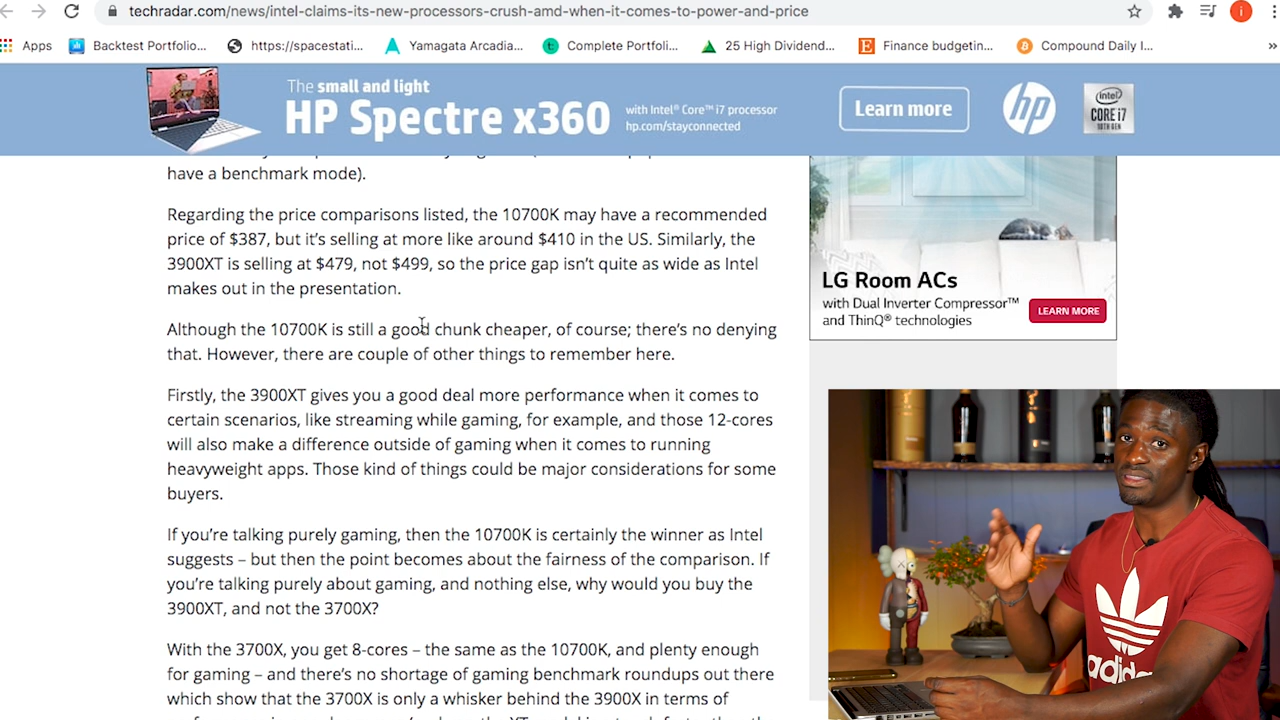 techradar.com/news/intel-claims-its-new-processors-crush-amd-when-it-comes-to-power-and-price
i
Apps
Backtest Portfolio...
https://spacestati...
Yamagata Arcadia...
Complete Portfoli...
25 High Dividend...
E Finance budgetin...
Compound Daily I...
»
The small and light
HP Spectre x360
with Intel® Core™ i7 processor
hp.com/stayconnected
Learn more
hp
intel
CORE i7
10TH GEN
have a benchmark mode).
Regarding the price comparisons listed, the 10700K may have a recommended
price of $387, but it's selling at more like around $410 in the US. Similarly, the
3900XT is selling at $479, not $499, so the price gap isn't quite as wide as Intel
makes out in the presentation.
Although the 10700K is still a good chunk cheaper, of course; there's no denying
that. However, there are couple of other things to remember here.
Firstly, the 3900XT gives you a good deal more performance when it comes to
certain scenarios, like streaming while gaming, for example, and those 12-cores
will also make a difference outside of gaming when it comes to running
heavyweight apps. Those kind of things could be major considerations for some
buyers.
If you're talking purely gaming, then the 10700K is certainly the winner as Intel
suggests – but then the point becomes about the fairness of the comparison. If
you're talking purely about gaming, and nothing else, why would you buy the
3900XT, and not the 3700X?
With the 3700X, you get 8-cores – the same as the 10700K, and plenty enough
for gaming – and there's no shortage of gaming benchmark roundups out there
which show that the 3700X is only a whisker behind the 3900X in terms of
LG Room ACs
with Dual Inverter Compressor™
and ThinQ® technologies
LEARN MORE
adidas